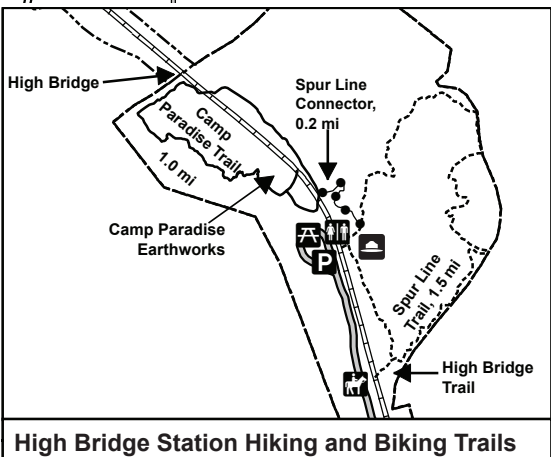 High Bridge
Spur Line
Connector,
0.2 mi
Camp
Paradise Trail
1.0 mi
Camp Paradise
Earthworks
P
Spur Line
Trail, 1.5 mi
High Bridge
Trail
High Bridge Station Hiking and Biking Trails